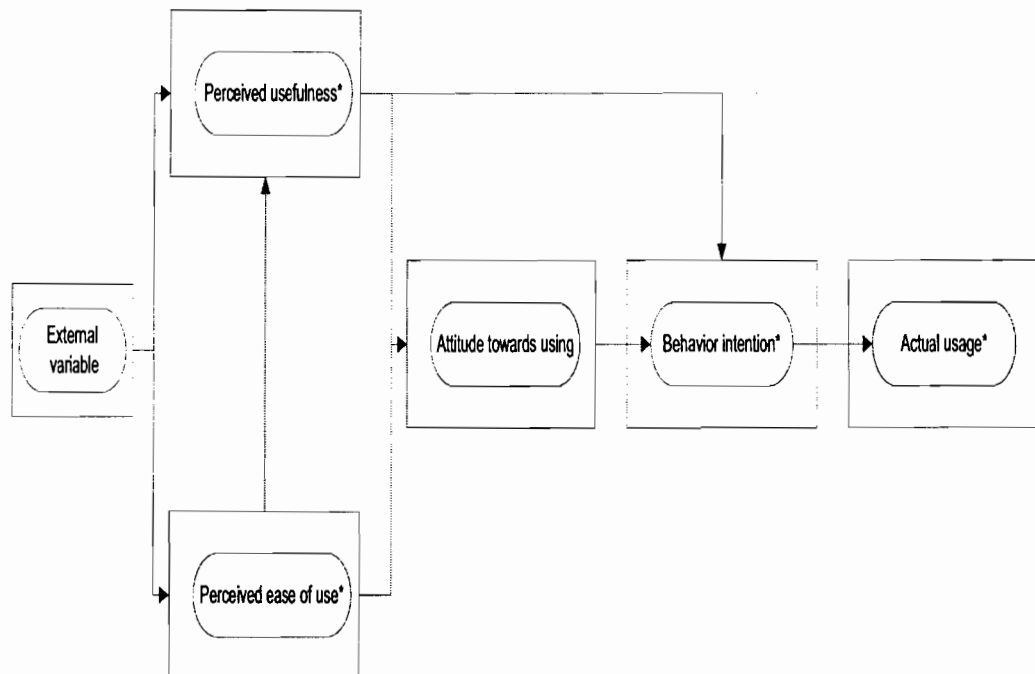 Perceived usefulness*
External
variable
Attitude towards using
Behavior intention*
Actual usage*
Perceived ease of use*